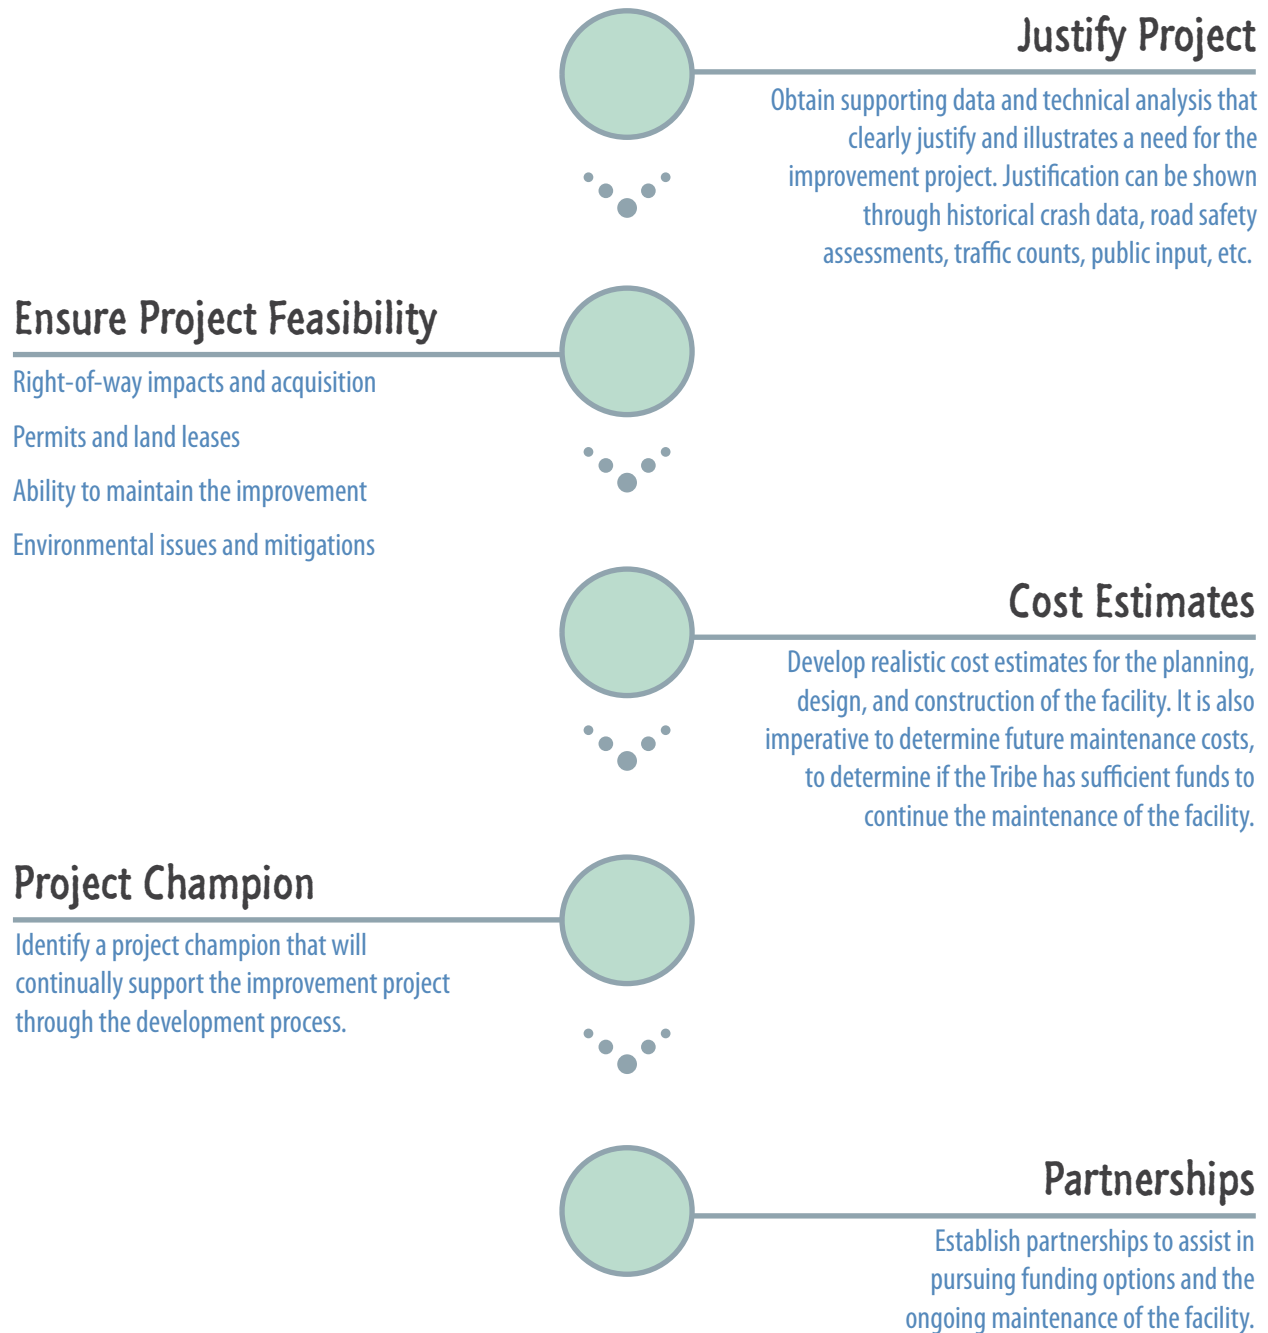 Justify Project
Obtain supporting data and technical analysis that
clearly justify and illustrates a need for the
improvement project. Justification can be shown
through historical crash data, road safety
assessments, traffic counts, public input, etc.
Ensure Project Feasibility
Right-of-way impacts and acquisition
Permits and land leases
Ability to maintain the improvement
Environmental issues and mitigations
Cost Estimates
Develop realistic cost estimates for the planning,
design, and construction of the facility. It is also
imperative to determine future maintenance costs,
to determine if the Tribe has sufficient funds to
continue the maintenance of the facility.
Project Champion
Identify a project champion that will
continually support the improvement project
through the development process.
Partnerships
Establish partnerships to assist in
pursuing funding options and the
ongoing maintenance of the facility.